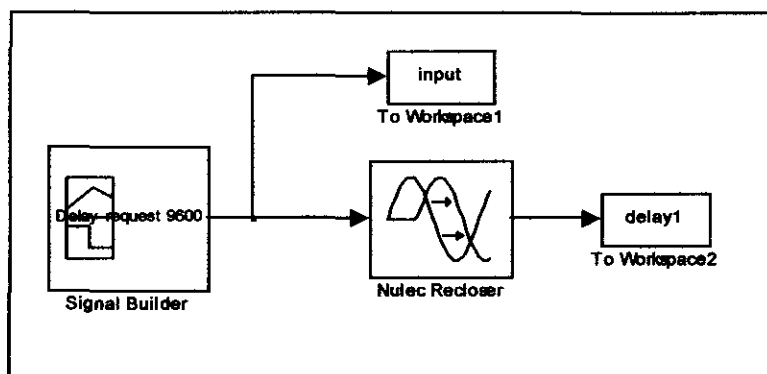 input
To Workspace1
Delay request 9600
Signal Builder
Nulec Recloser
delay1
To Workspace2